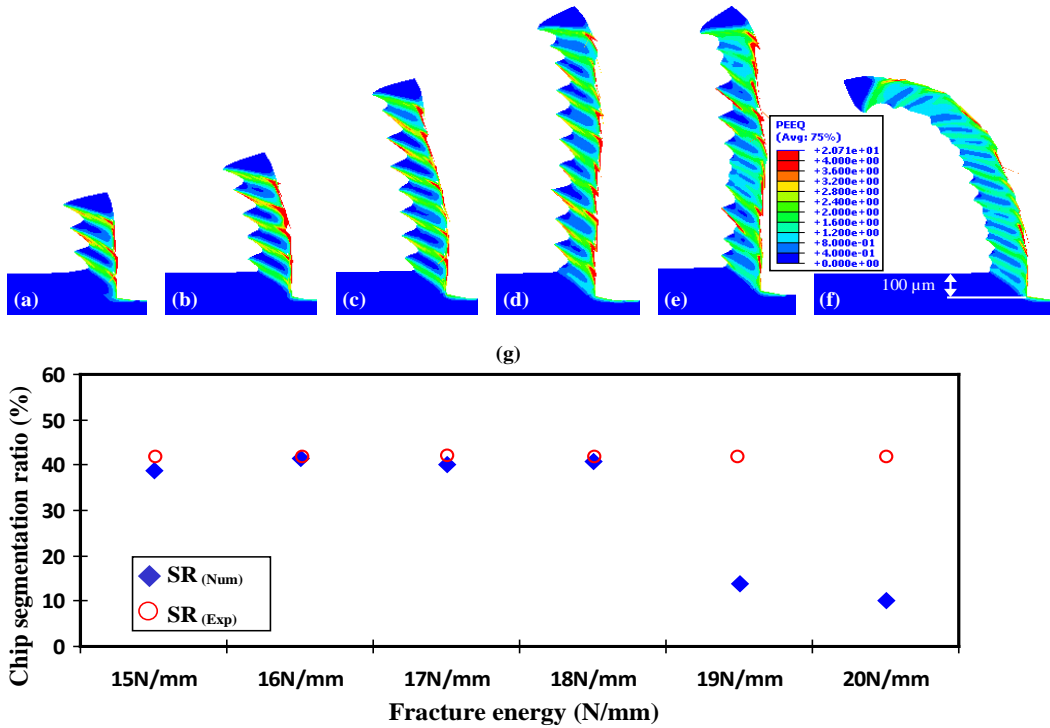 PEEQ
(Avg: 75%)
+2.071e+01
+4.000e+00
+3.600e+00
+3.200e+00
+2.800e+00
+2.400e+00
+2.000e+00
+1.600e+00
+1.200e+00
+8.000e-01
+4.000e-01
+0.000e+00
100 µm
(a)
(b)
(c)
(d)
(e)
(f)
(g)
Chip segmentation ratio (%)
60
50
40
30
20
10
0
SR (Num)
SR (Exp)
15N/mm
16N/mm
17N/mm
18N/mm
19N/mm
20N/mm
Fracture energy (N/mm)